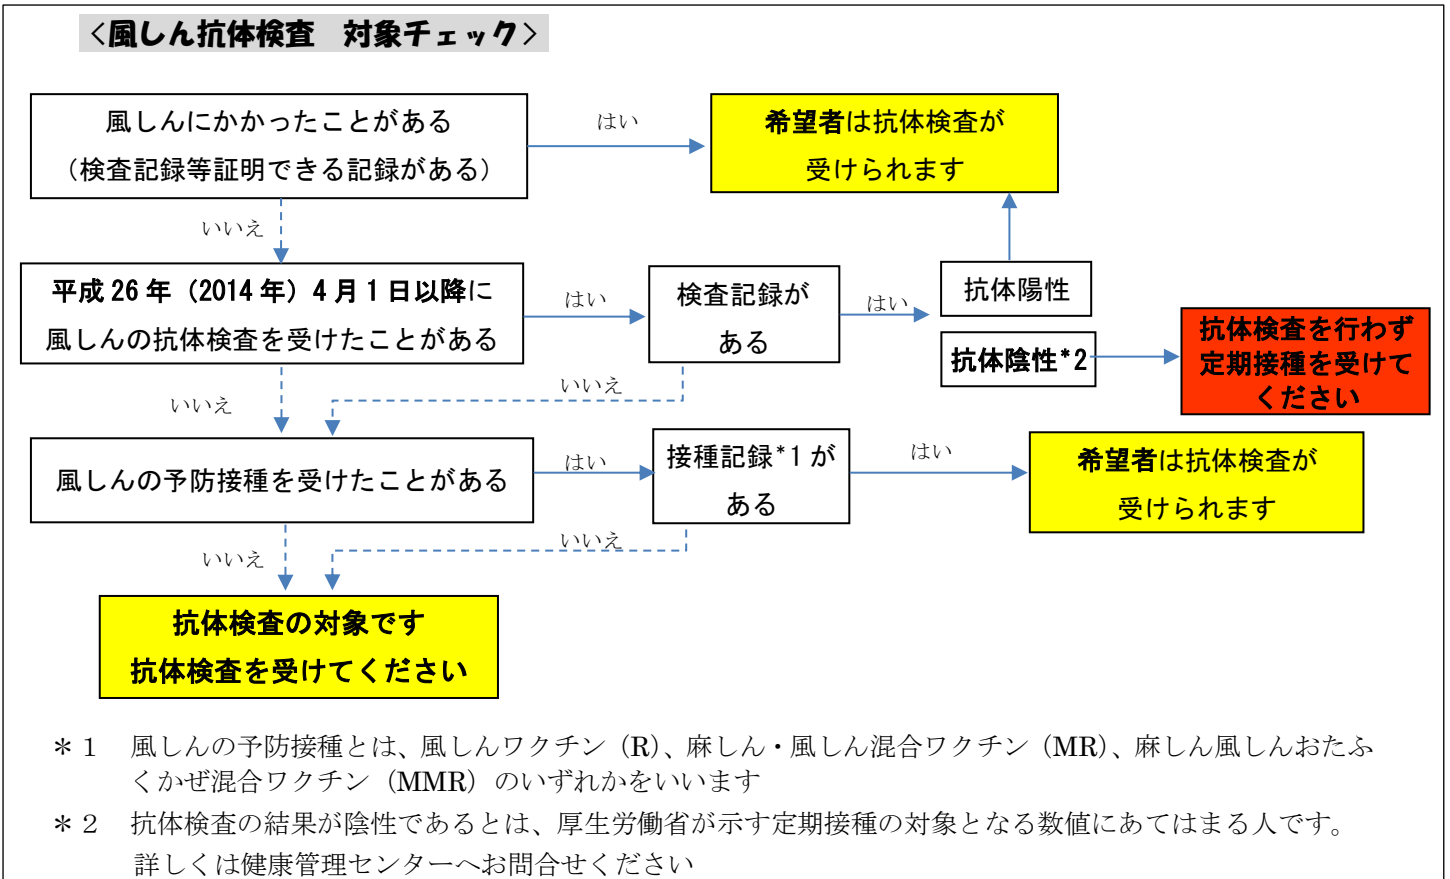 <風しん抗体検査　対象チェック>
風しんにかかったことがある
（検査記録等証明できる記録がある）
はい
希望者は抗体検査が
受けられます
いいえ
平成 26 年（2014 年）4 月 1 日以降に
風しんの抗体検査を受けたことがある
はい
検査記録が
ある
はい
抗体陽性
抗体陰性*2
抗体検査を行わず
定期接種を受けて
ください
いいえ
いいえ
風しんの予防接種を受けたことがある
はい
接種記録*1 が
ある
はい
希望者は抗体検査が
受けられます
いいえ
いいえ
抗体検査の対象です
抗体検査を受けてください
＊１　風しんの予防接種とは、風しんワクチン（R）、麻しん・風しん混合ワクチン（MR）、麻しん風しんおたふ
くかぜ混合ワクチン（MMR）のいずれかをいいます
＊２　抗体検査の結果が陰性であるとは、厚生労働省が示す定期接種の対象となる数値にあてはまる人です。
詳しくは健康管理センターへお問合せください